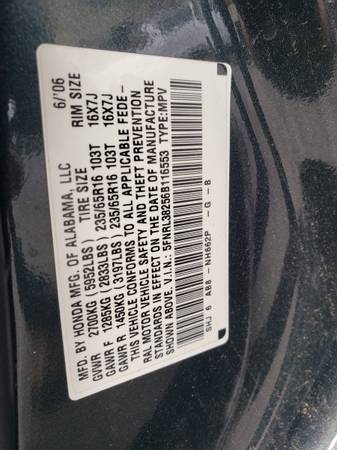 MFD. BY HONDA MFG. OF ALABAMA, LLC 6/'06
GVWR 2700KG (5952LBS) TIRE SIZE RIM SIZE
GAWR F 1285KG (2833LBS) 235/65R16 103T 16X7J
GAWR R 1450KG (3197LBS) 235/65R16 103T 16X7J
THIS VEHICLE CONFORMS TO ALL APPLICABLE FEDE-
RAL MOTOR VEHICLE SAFETY AND THEFT PREVENTION
STANDARDS IN EFFECT ON THE DATE OF MANUFACTURE
SHOWN ABOVE. V.I.N.: 5FNRL38256B116553 TYPE:MPV
SHJ 6 AB8 - NH662P - G - B